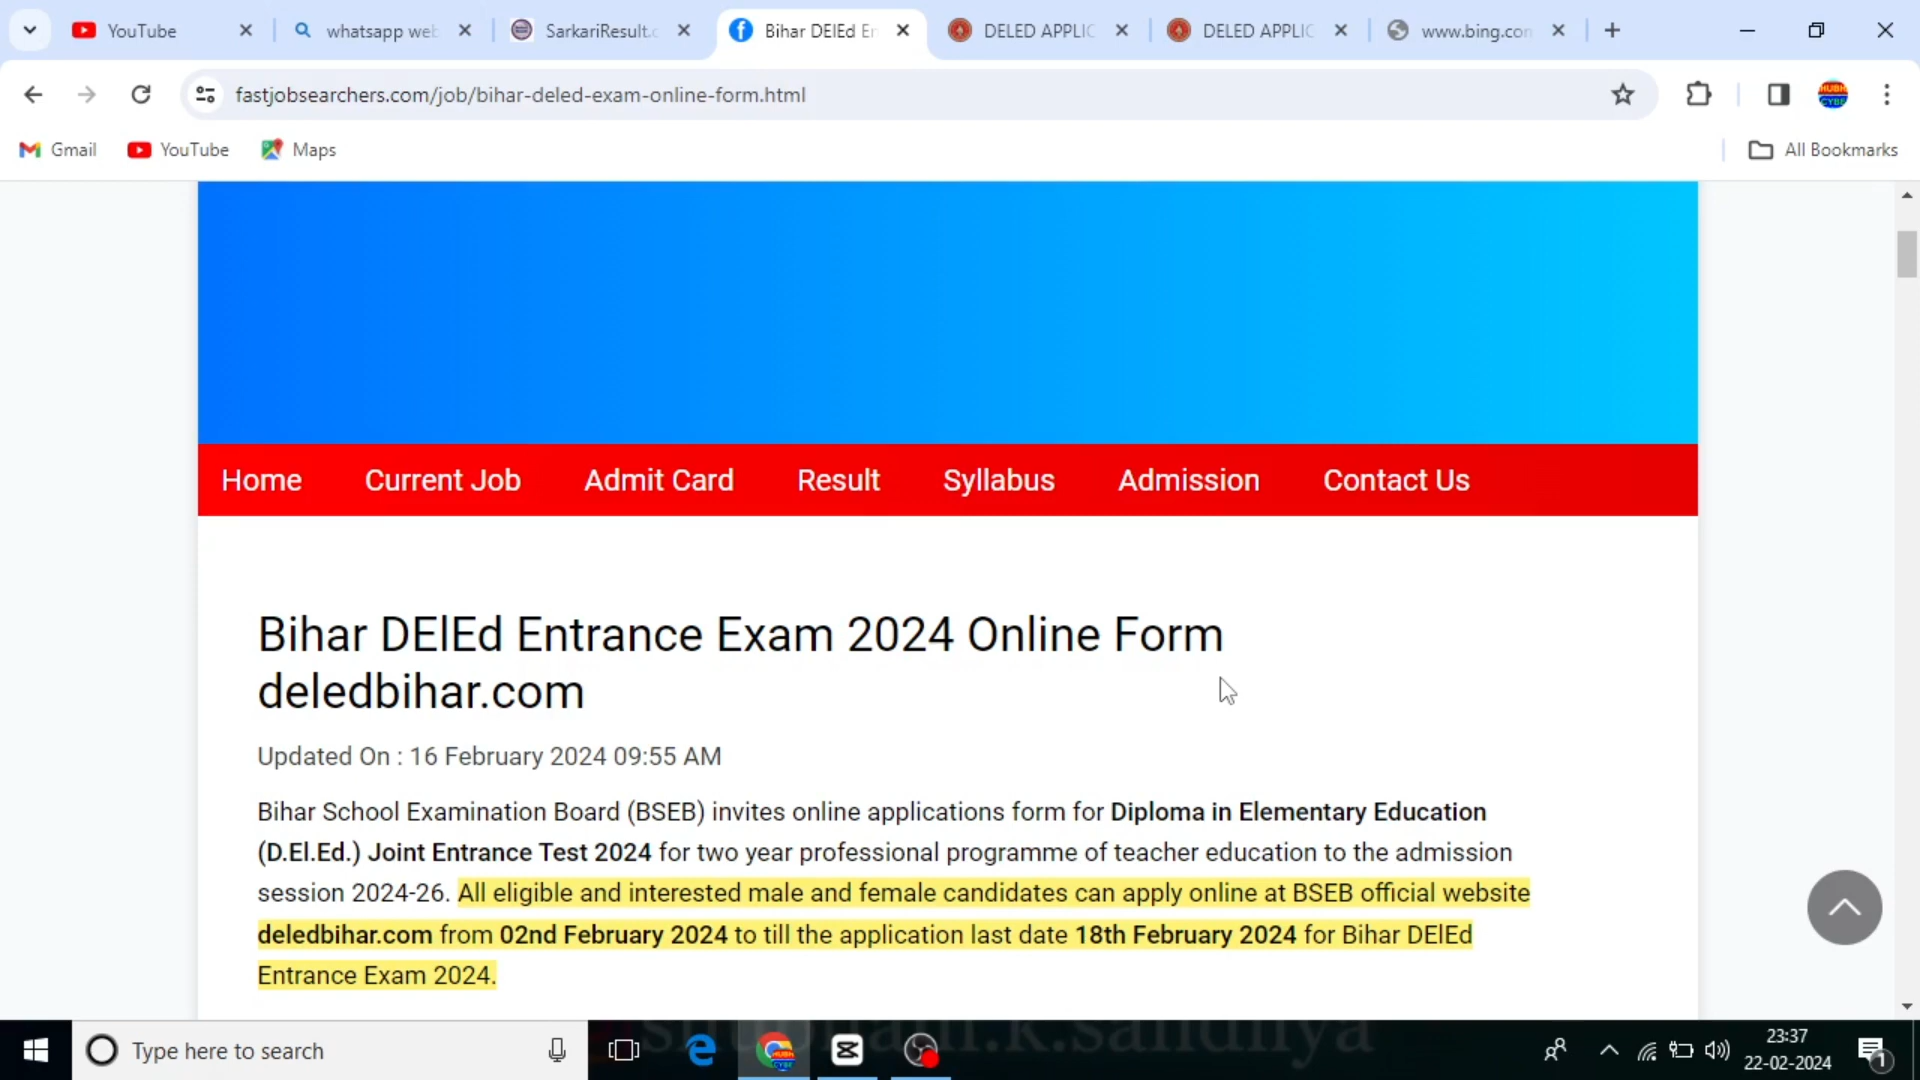 YouTube
whatsapp web
SarkariResult.c
Bihar DElEd En
DELED APPLIC
DELED APPLIC
www.bing.com
fastjobsearchers.com/job/bihar-deled-exam-online-form.html
HUBH
CYBE
Gmail YouTube Maps All Bookmarks
Home Current Job Admit Card Result Syllabus Admission Contact Us
Bihar DElEd Entrance Exam 2024 Online Form
deledbihar.com
Updated On : 16 February 2024 09:55 AM
Bihar School Examination Board (BSEB) invites online applications form for Diploma in Elementary Education
(D.El.Ed.) Joint Entrance Test 2024 for two year professional programme of teacher education to the admission
session 2024-26. All eligible and interested male and female candidates can apply online at BSEB official website
deledbihar.com from 02nd February 2024 to till the application last date 18th February 2024 for Bihar DElEd
Entrance Exam 2024.
Type here to search
23:37
22-02-2024
1